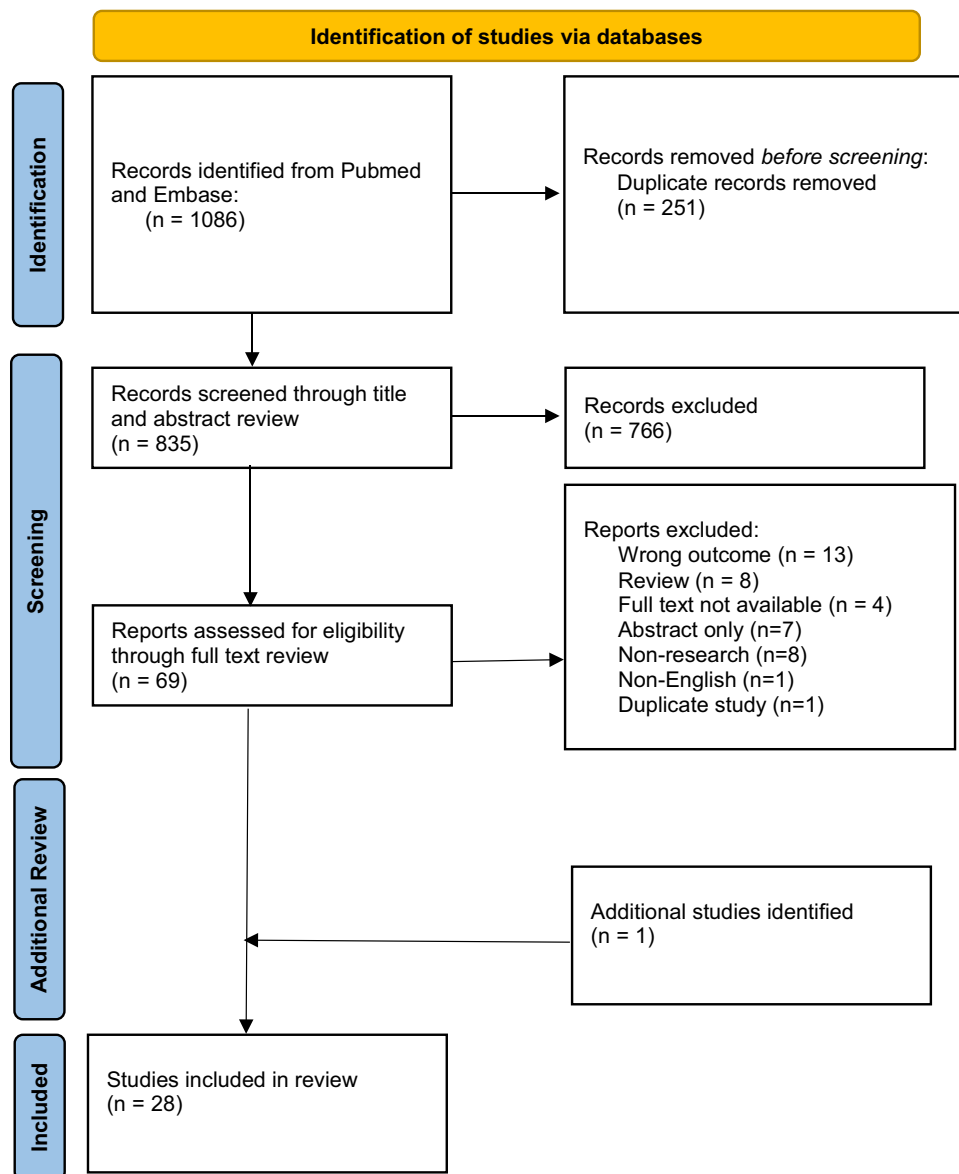 Identification of studies via databases
Identification
Records identified from Pubmed
and Embase:
(n = 1086)
Records removed before screening:
Duplicate records removed
(n = 251)
Screening
Records screened through title
and abstract review
(n = 835)
Records excluded
(n = 766)
Reports assessed for eligibility
through full text review
(n = 69)
Reports excluded:
Wrong outcome (n = 13)
Review (n = 8)
Full text not available (n = 4)
Abstract only (n=7)
Non-research (n=8)
Non-English (n=1)
Duplicate study (n=1)
Additional Review
Additional studies identified
(n = 1)
Included
Studies included in review
(n = 28)